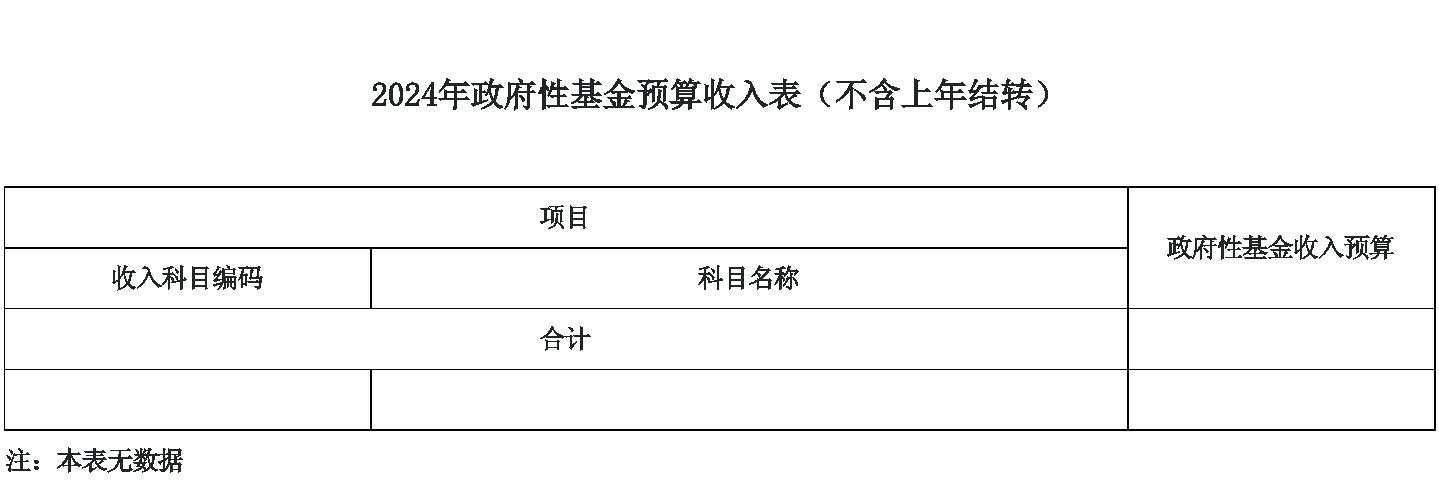 2024年政府性基金预算收入表（不含上年结转）
项目
政府性基金收入预算
收入科目编码 科目名称
合计
注：本表无数据